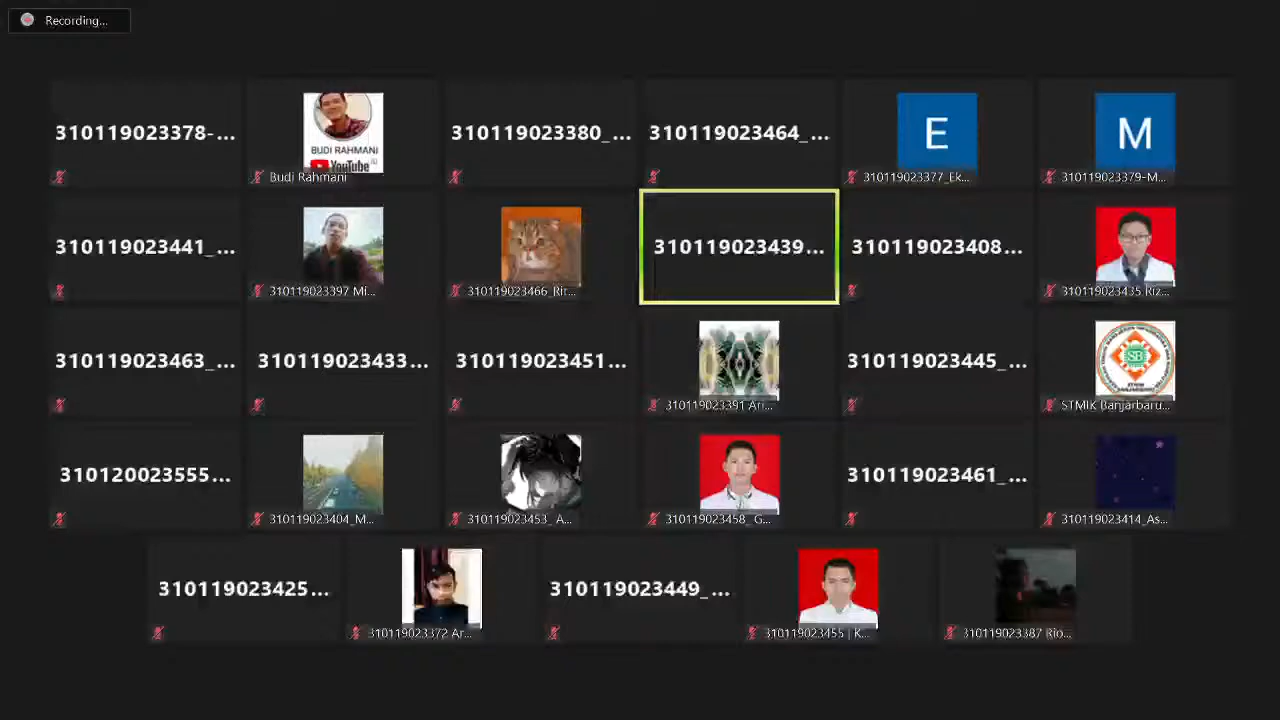 Recording...
310119023378-...
BUDI RAHMANI
YouTube
Budi Rahmani
310119023380_...
310119023464_...
E
310119023377_Ek...
M
310119023379-M...
310119023441_...
310119023397 Mi...
310119023466_Rir...
310119023439...
310119023408...
310119023435 Riz...
310119023463_...
310119023433...
310119023451...
310119023391 Ari...
310119023445_...
SB
STMIK Banjarbaru...
310120023555...
310119023404_M...
310119023453_ A...
310119023458_ G...
310119023461_...
310119023414_As...
310119023425...
310119023372 Ar...
310119023449_...
310119023455 | K...
310119023387 Rio...